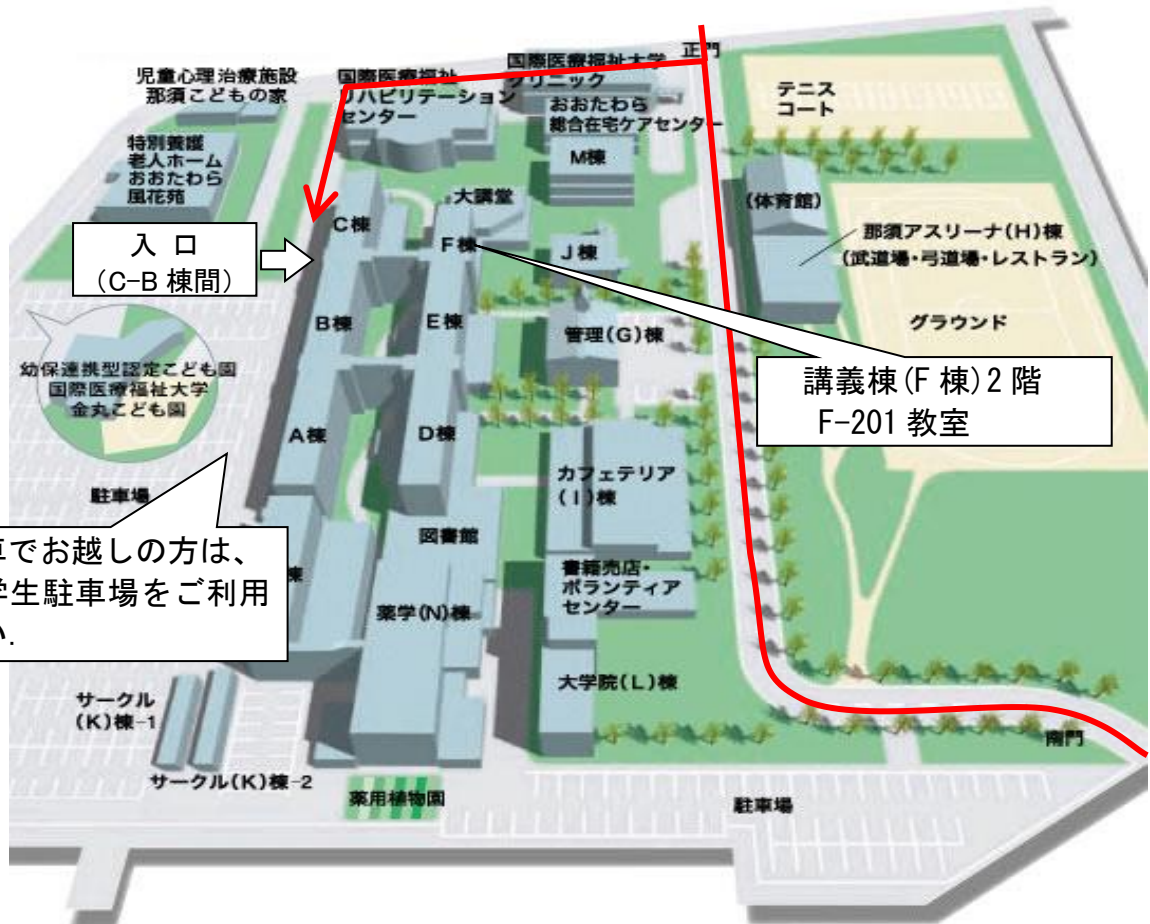 正門
国際医療福祉大学
クリニック
児童心理治療施設
那須こどもの家
国際医療福祉
リハビリテーション
センター
おおたわら
総合在宅ケアセンター
テニス
コート
特別養護
老人ホーム
おおたわら
風花苑
M棟
大講堂
(体育館)
C棟
F棟
J棟
那須アスリーナ(H)棟
(武道場・弓道場・レストラン)
入口
(C-B 棟間)
B棟
E棟
管理(G)棟
グラウンド
幼保連携型認定こども園
国際医療福祉大学
金丸こども園
講義棟(F 棟)2 階
F-201 教室
A棟
D棟
カフェテリア
(I)棟
駐車場
図書館
でお越しの方は、
学生駐車場をご利用
い.
棟
書籍売店・
ボランティア
センター
薬学(N)棟
大学院(L)棟
サークル
(K)棟-1
南門
サークル(K)棟-2
薬用植物園
駐車場